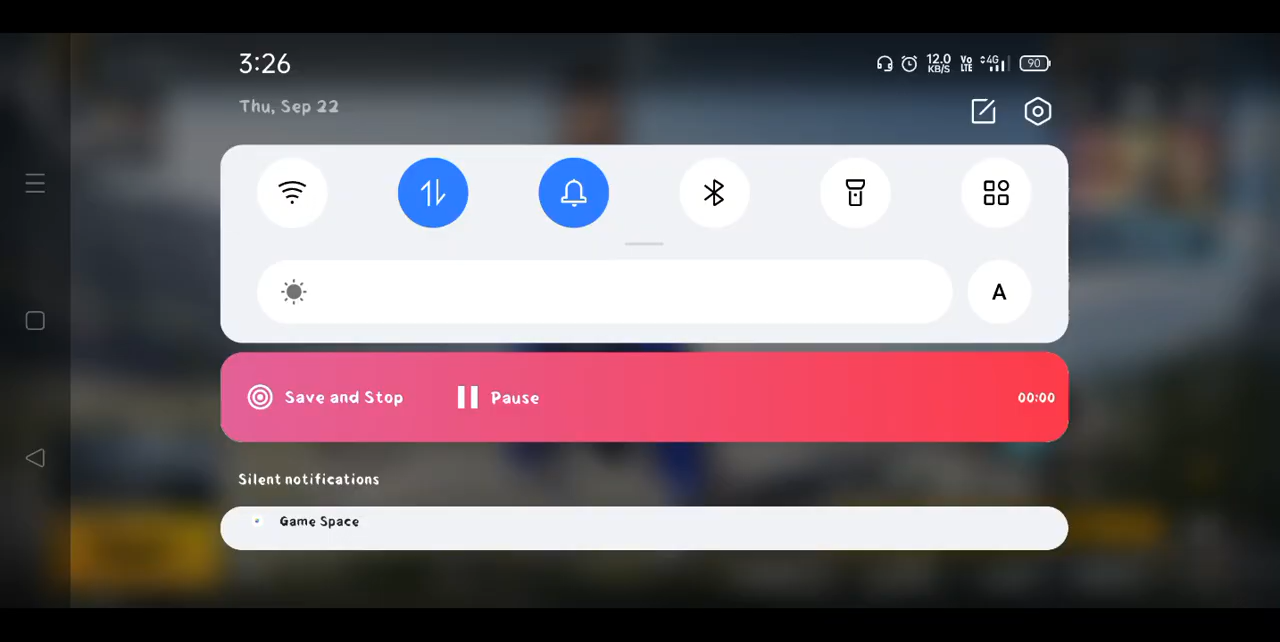 3:26
12.0
KB/S
Vo
LTE
4G
90
Thu, Sep 22
A
Save and Stop
Pause
00:00
Silent notifications
Game Space